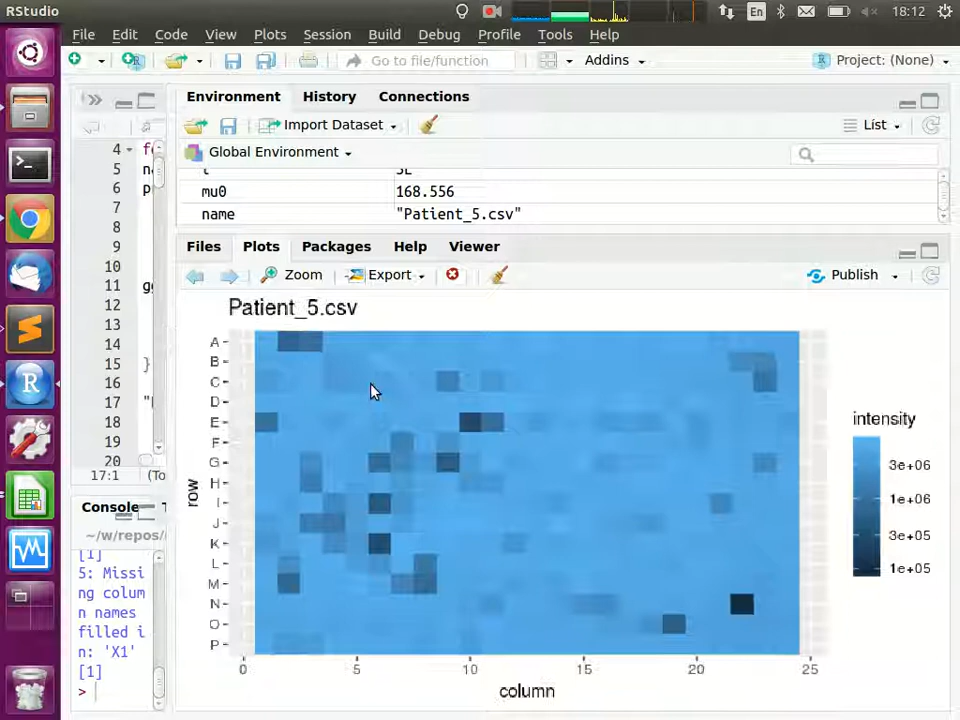 RStudio
En
18:12
File Edit Code View Plots Session Build Debug Profile Tools Help
Go to file/function
Addins
Project: (None)
Environment History Connections
Import Dataset
List
Global Environment
mu0 168.556
name "Patient_5.csv"
Files Plots Packages Help Viewer
Zoom Export Publish
4
5 n
6 p
7
8
9
10
11 g
12
13
14
15 }
16
17
18
19
20
17:1 (To
Console
~/w/repos/
[1]
5: Missi
ng colum
n names
filled i
n: 'X1'
[1]
>
Patient_5.csv
A
B
C
D
E
F
G
H
I
J
K
L
M
N
O
P
row
0 5 10 15 20 25
column
intensity
3e+06
1e+06
3e+05
1e+05